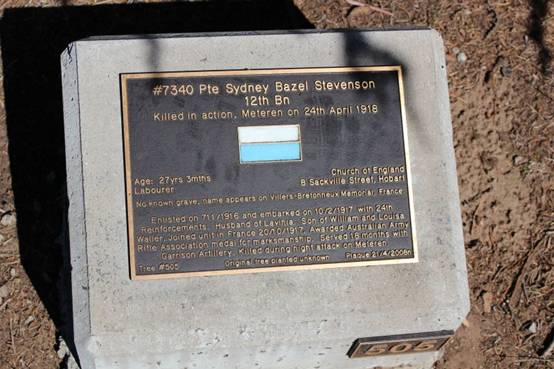 #7340 Pte Sydney Bazel Stevenson
12th Bn
Killed in action, Meteren on 24th April 1918
Age: 27yrs 3mths
Labourer
Church of England
8 Sackville Street, Hobart
No known grave, name appears on Villers-Bretonneux Memorial, France
Enlisted on 7/11/1916 and embarked on 10/2/1917 with 24th
Reinforcements. Husband of Lavinia. Son of William and Louisa
Waller. Joined unit in France 20/10/1917. Awarded Australian Army
Rifle Association medal for marksmanship. Served 18 months with
Garrison Artillery. Killed during night attack on Meteren
Tree #505
Original tree planted unknown
Plaque 21/4/2008
505